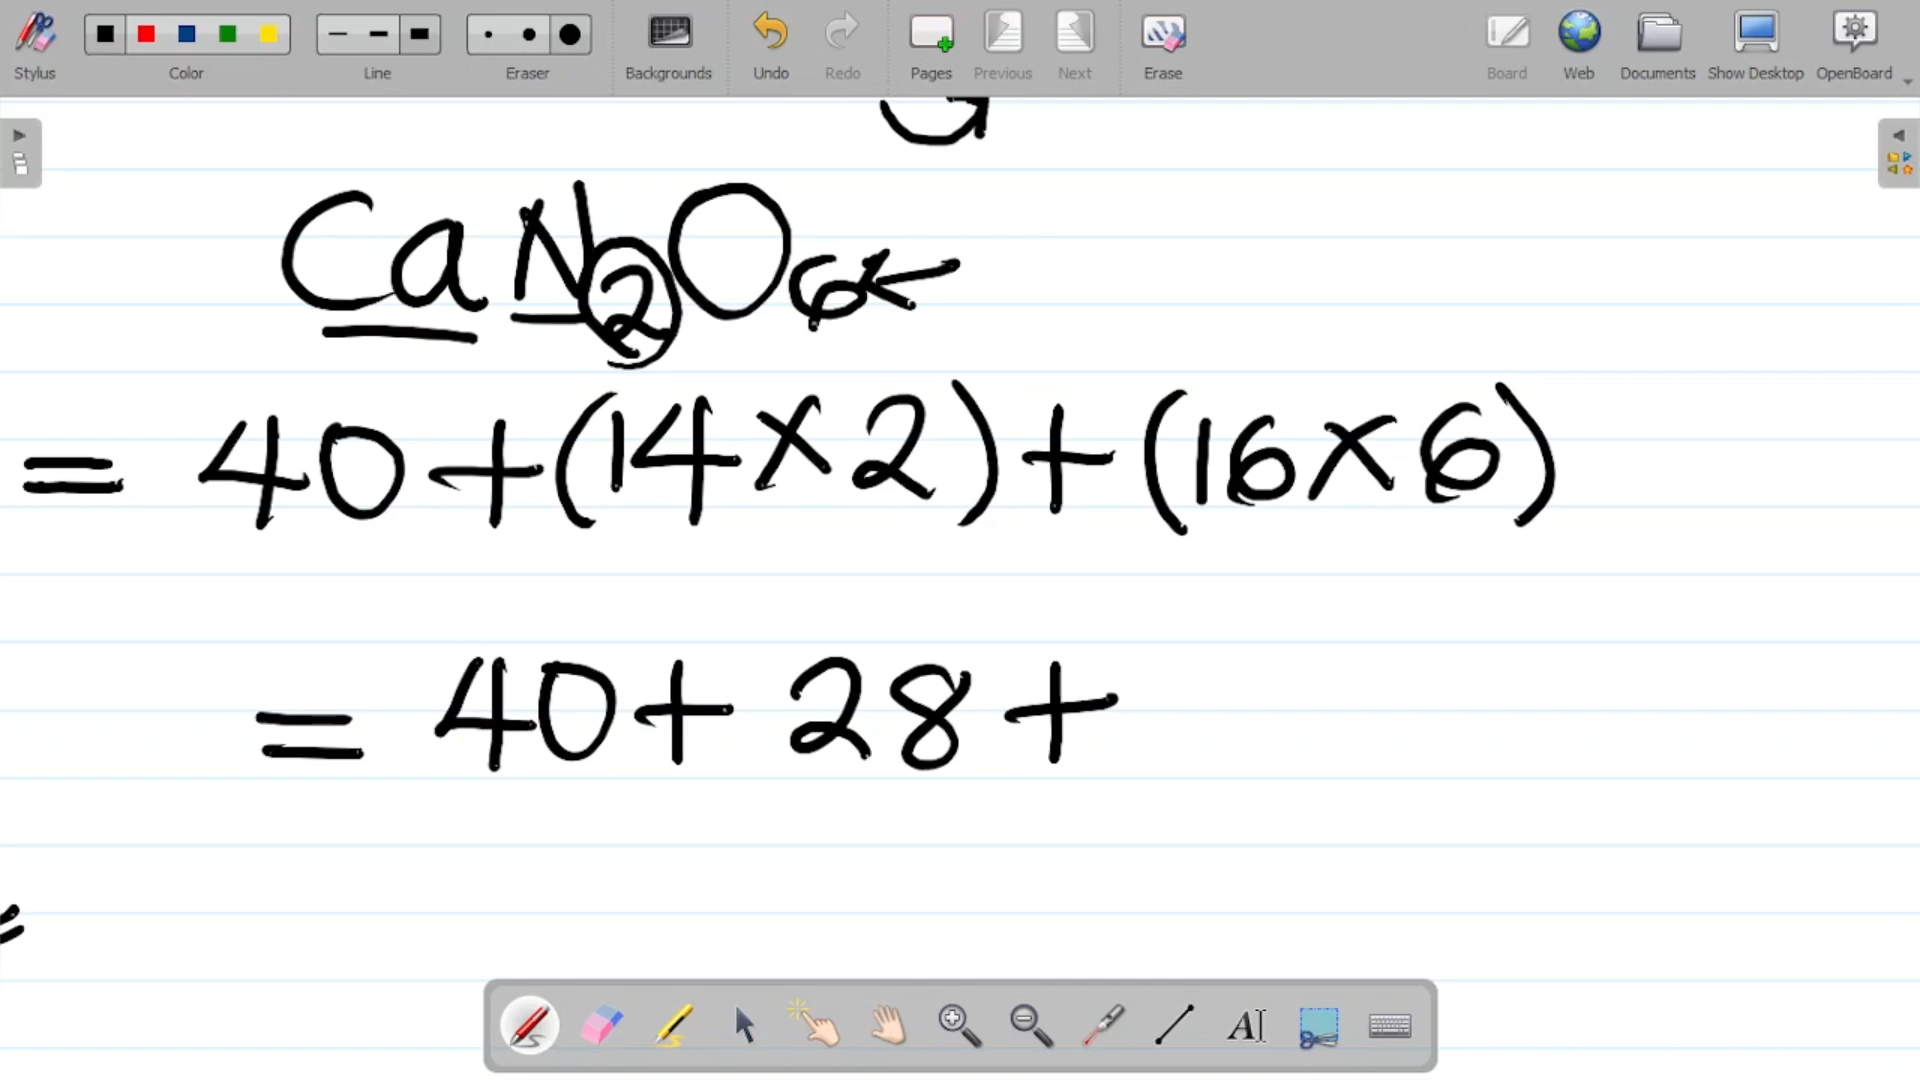 Stylus Color Line Eraser Backgrounds Undo Redo Pages Previous Next Erase Board Web Documents Show Desktop OpenBoard
CaN₂O₆←
= 40+(14×2)+(16×6)
= 40+ 28 +
=